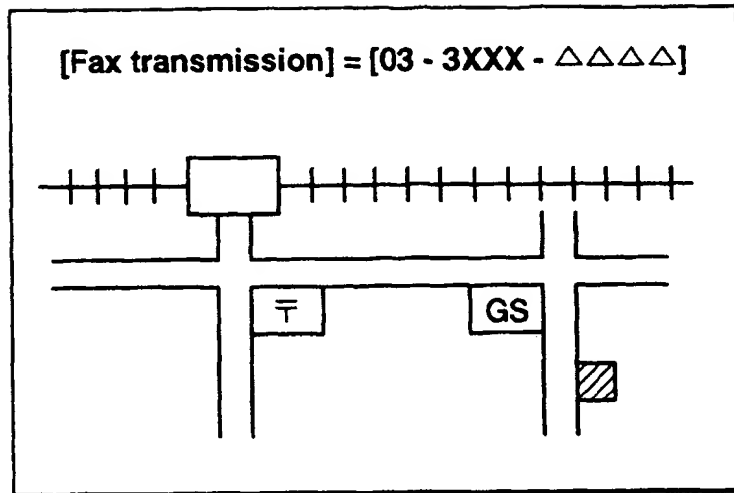 [Fax transmission] = [03 - 3XXX - △△△△]
〒 GS